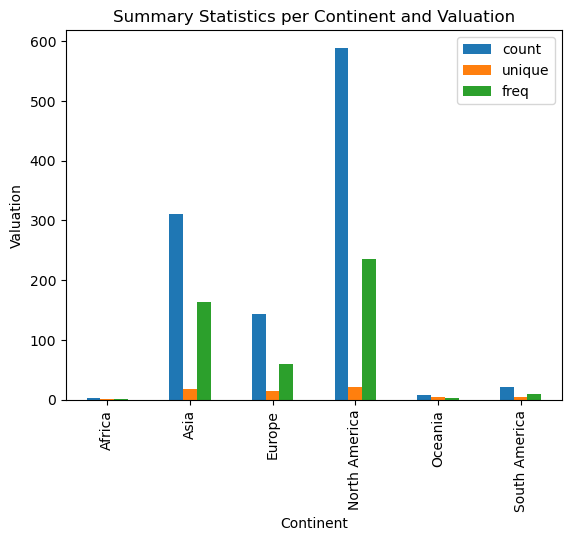 Summary Statistics per Continent and Valuation
count
unique
freq
600
500
400
300
200
100
0
Valuation
Africa
Asia
Europe
North America
Oceania
South America
Continent